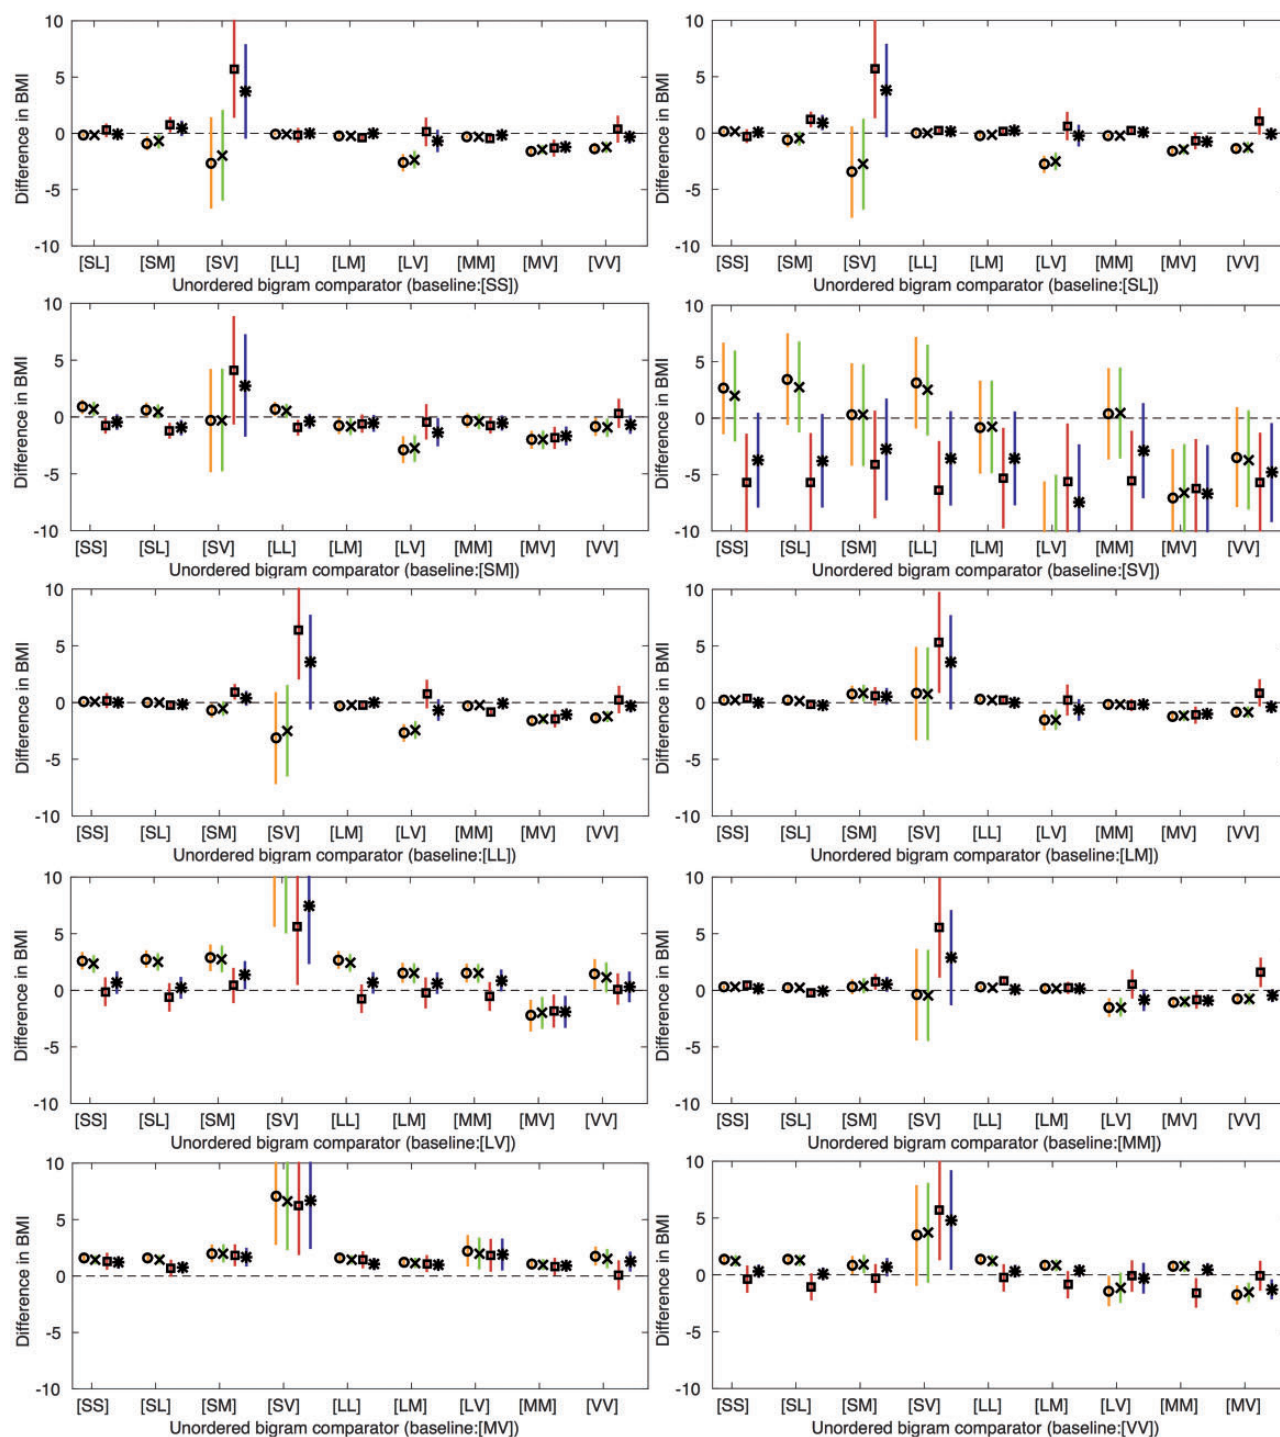 10
5
0
-5
-10
Difference in BMI
[SL] [SM] [SV] [LL] [LM] [LV] [MM] [MV] [VV]
Unordered bigram comparator (baseline:[SS])
10
5
0
-5
-10
Difference in BMI
[SS] [SM] [SV] [LL] [LM] [LV] [MM] [MV] [VV]
Unordered bigram comparator (baseline:[SL])
10
5
0
-5
-10
Difference in BMI
[SS] [SL] [SV] [LL] [LM] [LV] [MM] [MV] [VV]
Unordered bigram comparator (baseline:[SM])
10
5
0
-5
-10
Difference in BMI
[SS] [SL] [SM] [LL] [LM] [LV] [MM] [MV] [VV]
Unordered bigram comparator (baseline:[SV])
10
5
0
-5
-10
Difference in BMI
[SS] [SL] [SM] [SV] [LM] [LV] [MM] [MV] [VV]
Unordered bigram comparator (baseline:[LL])
10
5
0
-5
-10
Difference in BMI
[SS] [SL] [SM] [SV] [LL] [LV] [MM] [MV] [VV]
Unordered bigram comparator (baseline:[LM])
10
5
0
-5
-10
Difference in BMI
[SS] [SL] [SM] [SV] [LL] [LM] [MM] [MV] [VV]
Unordered bigram comparator (baseline:[LV])
10
5
0
-5
-10
Difference in BMI
[SS] [SL] [SM] [SV] [LL] [LM] [LV] [MV] [VV]
Unordered bigram comparator (baseline:[MM])
10
5
0
-5
-10
Difference in BMI
[SS] [SL] [SM] [SV] [LL] [LM] [LV] [MM] [VV]
Unordered bigram comparator (baseline:[MV])
10
5
0
-5
-10
Difference in BMI
[SS] [SL] [SM] [SV] [LL] [LM] [LV] [MM] [MV]
Unordered bigram comparator (baseline:[VV])